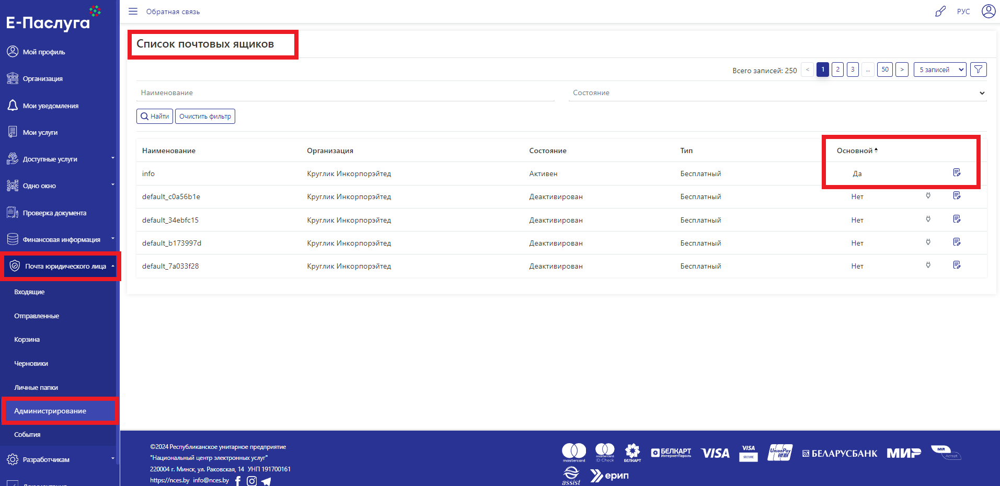 Е-Паслуга
Обратная связь
РУС
Мой профиль
Организация
Мои уведомления
Мои услуги
Доступные услуги
Одно окно
Проверка документа
Финансовая информация
Почта юридического лица
Входящие
Отправленные
Корзина
Черновики
Личные папки
Администрирование
События
Разработчикам
Список почтовых ящиков
Всего записей: 250 < 1 2 3 ... 50 > 5 записей
Наименование Состояние
Найти Очистить фильтр
Наименование Организация Состояние Тип Основной
info Круглик Инкорпорэйтед Активен Бесплатный Да
default_c0a56b1e Круглик Инкорпорэйтед Деактивирован Бесплатный Нет
default_34ebfc15 Круглик Инкорпорэйтед Деактивирован Бесплатный Нет
default_b173997d Круглик Инкорпорэйтед Деактивирован Бесплатный Нет
default_7a033f28 Круглик Инкорпорэйтед Деактивирован Бесплатный Нет
©2024 Республиканское унитарное предприятие
"Национальный центр электронных услуг"
220004 г. Минск, ул. Раковская, 14 УНП 191700161
https://nces.by info@nces.by
mastercard
mastercard
ID Check
БЕЛКАРТ
БЕЛКАРТ
ИнтернетПароль
VISA
VISA
SECURE
UnionPay
银联
БЕЛАРУСБАНК
МИР
MIR
Accept
assist
ерип